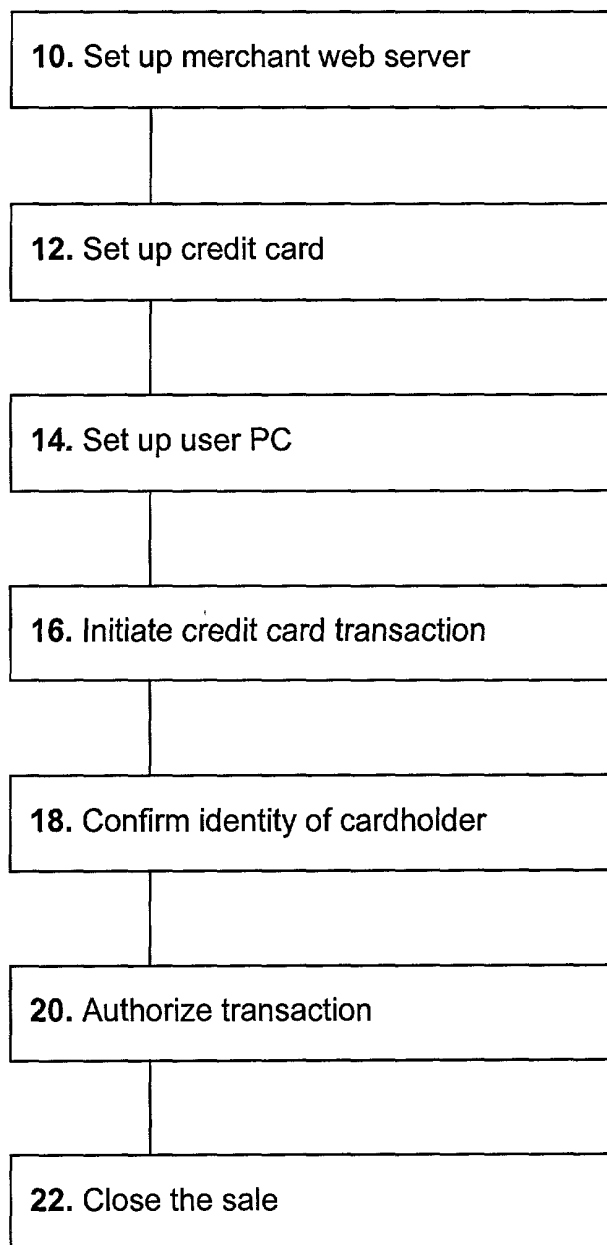 10. Set up merchant web server
12. Set up credit card
14. Set up user PC
16. Initiate credit card transaction
18. Confirm identity of cardholder
20. Authorize transaction
22. Close the sale